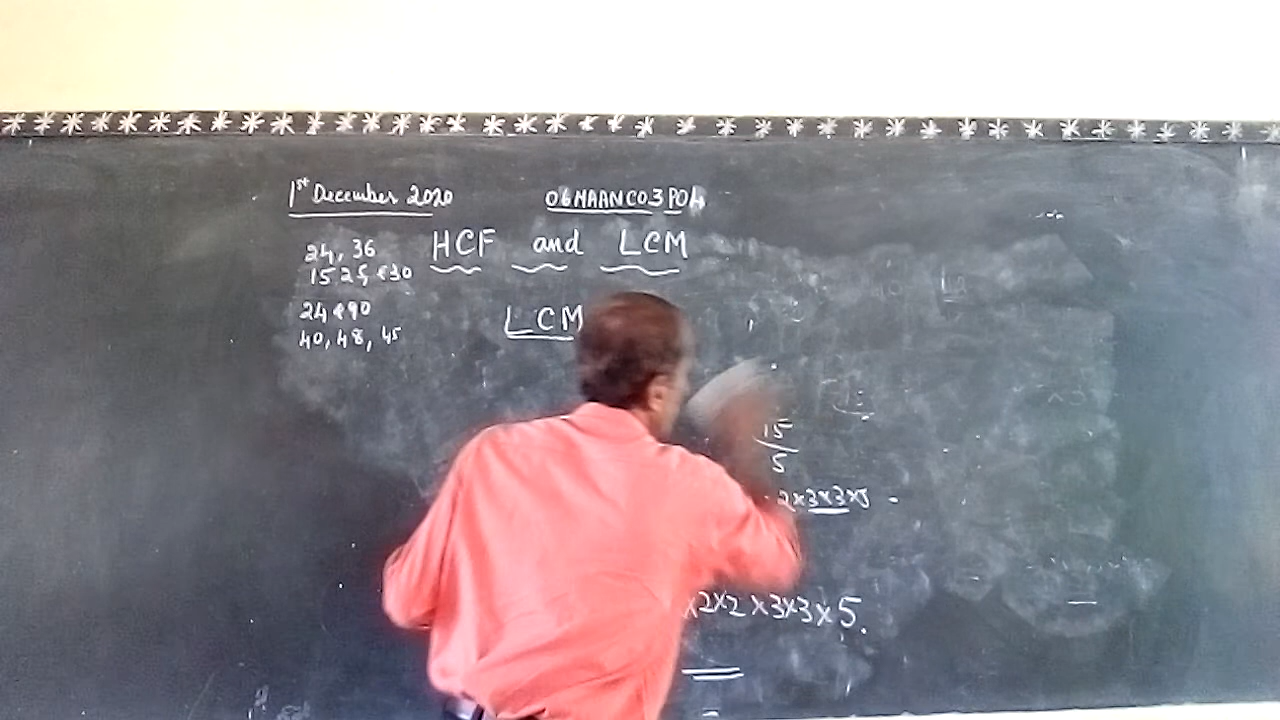 1st December 2020
06MAANC03P04
HCF and LCM
24, 36
15 25 & 30
24 & 90
40, 48, 45
LCM
15
5
2×3×3×5
×2×2×3×3×5.